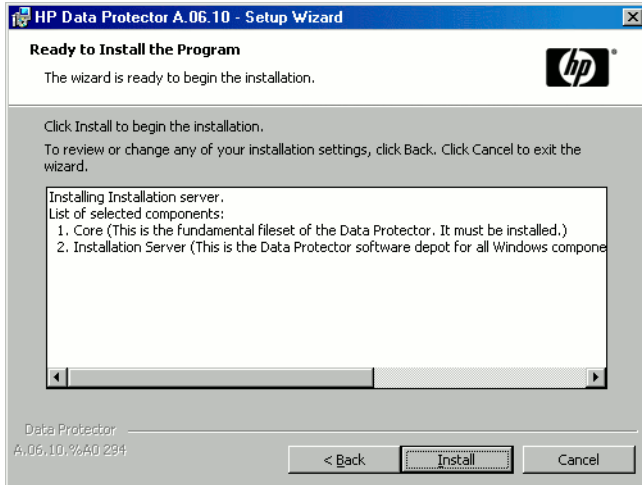 HP Data Protector A.06.10 - Setup Wizard
Ready to Install the Program
The wizard is ready to begin the installation.
hp
Click Install to begin the installation.
To review or change any of your installation settings, click Back. Click Cancel to exit the
wizard.
Installing Installation server.
List of selected components:
1. Core (This is the fundamental fileset of the Data Protector. It must be installed.)
2. Installation Server (This is the Data Protector software depot for all Windows compone
Data Protector
A.06.10.%A0 294
< Back
Install
Cancel